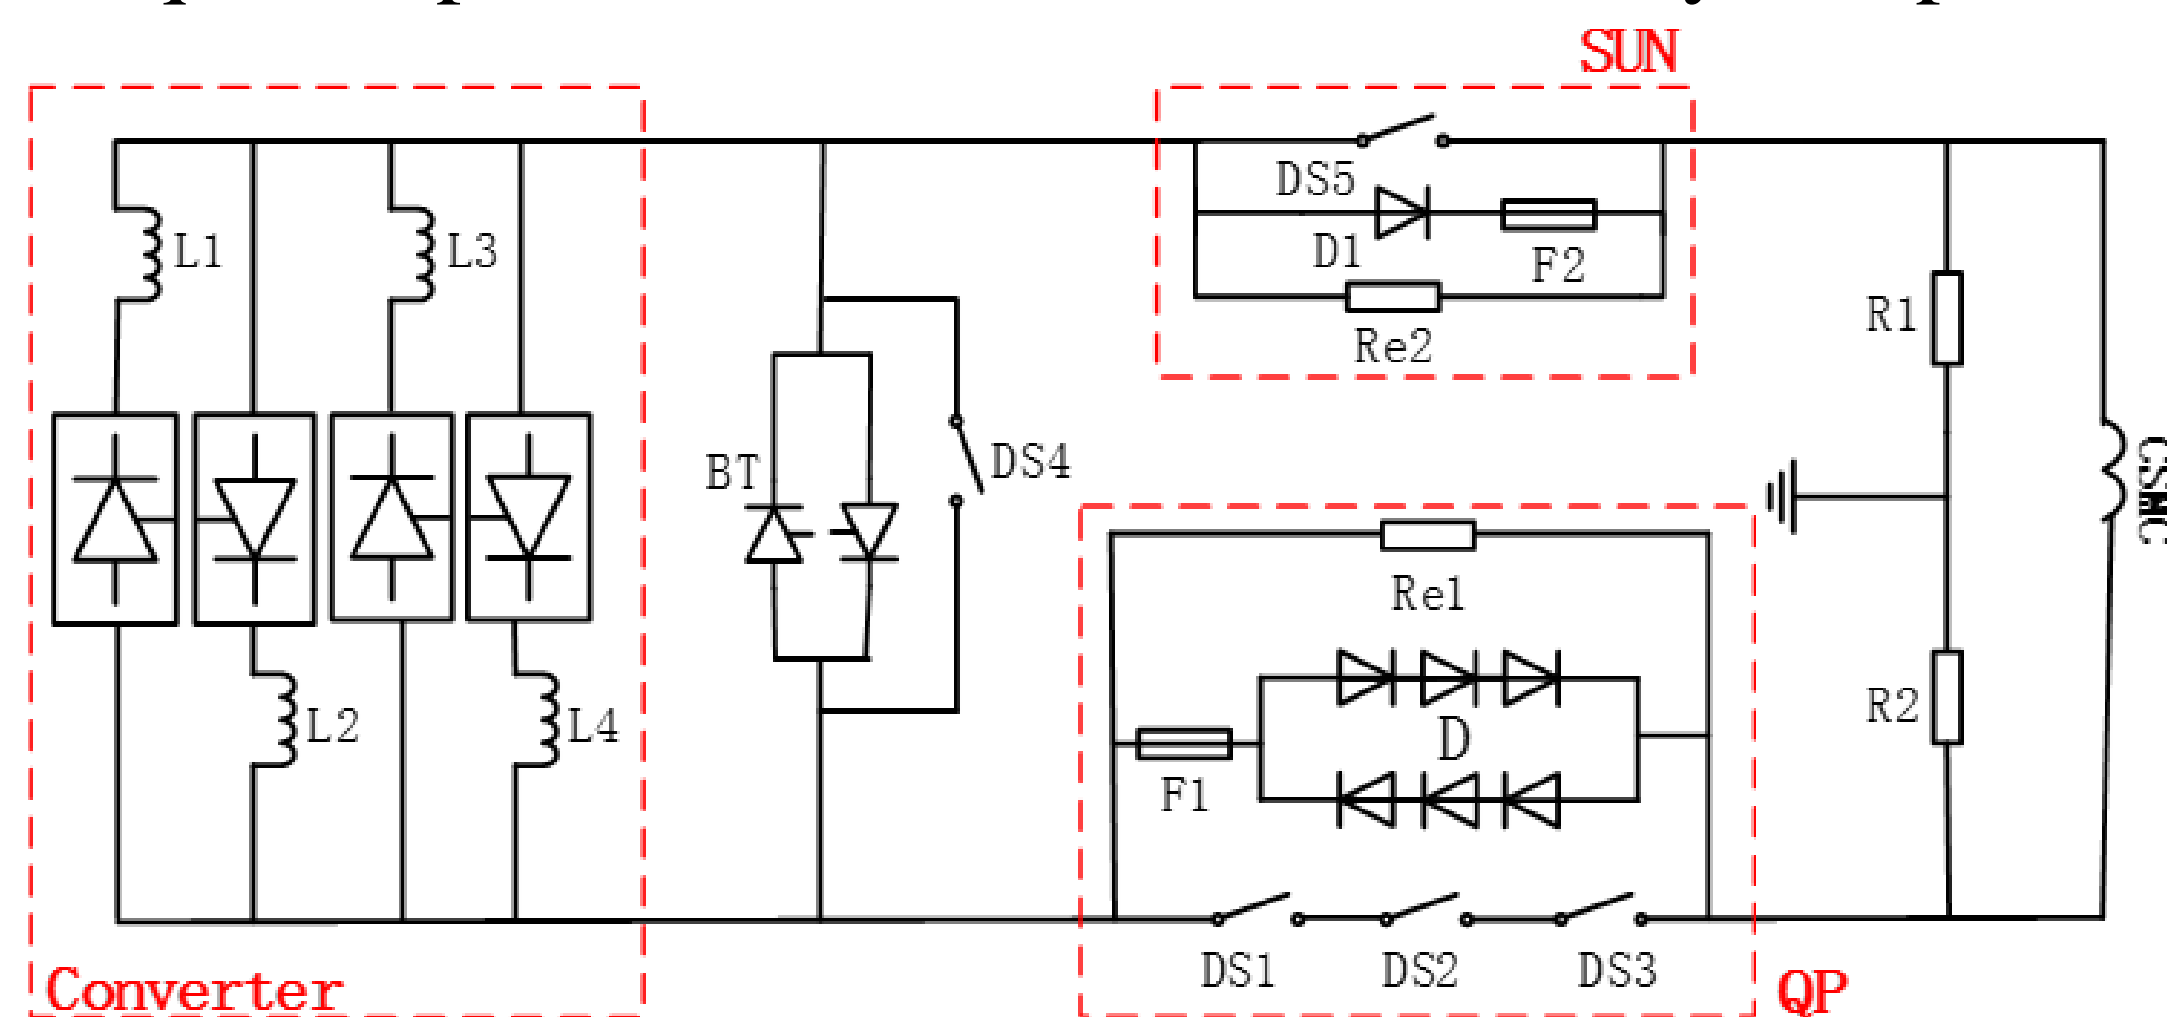 SUN
DS5
L1
L3
D1
F2
R1
Re2
BT
DS4
CSMC
Re1
L2
L4
D
R2
F1
DS1
DS2
DS3
Converter
QP